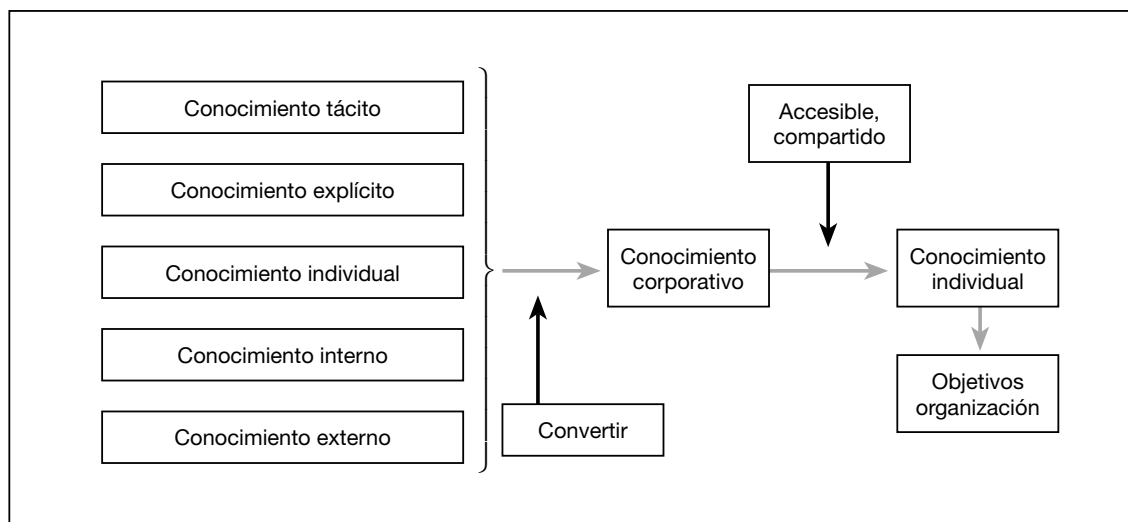 Conocimiento tácito
Conocimiento explícito
Conocimiento individual
Conocimiento interno
Conocimiento externo
Convertir
Conocimiento
corporativo
Accesible,
compartido
Conocimiento
individual
Objetivos
organización